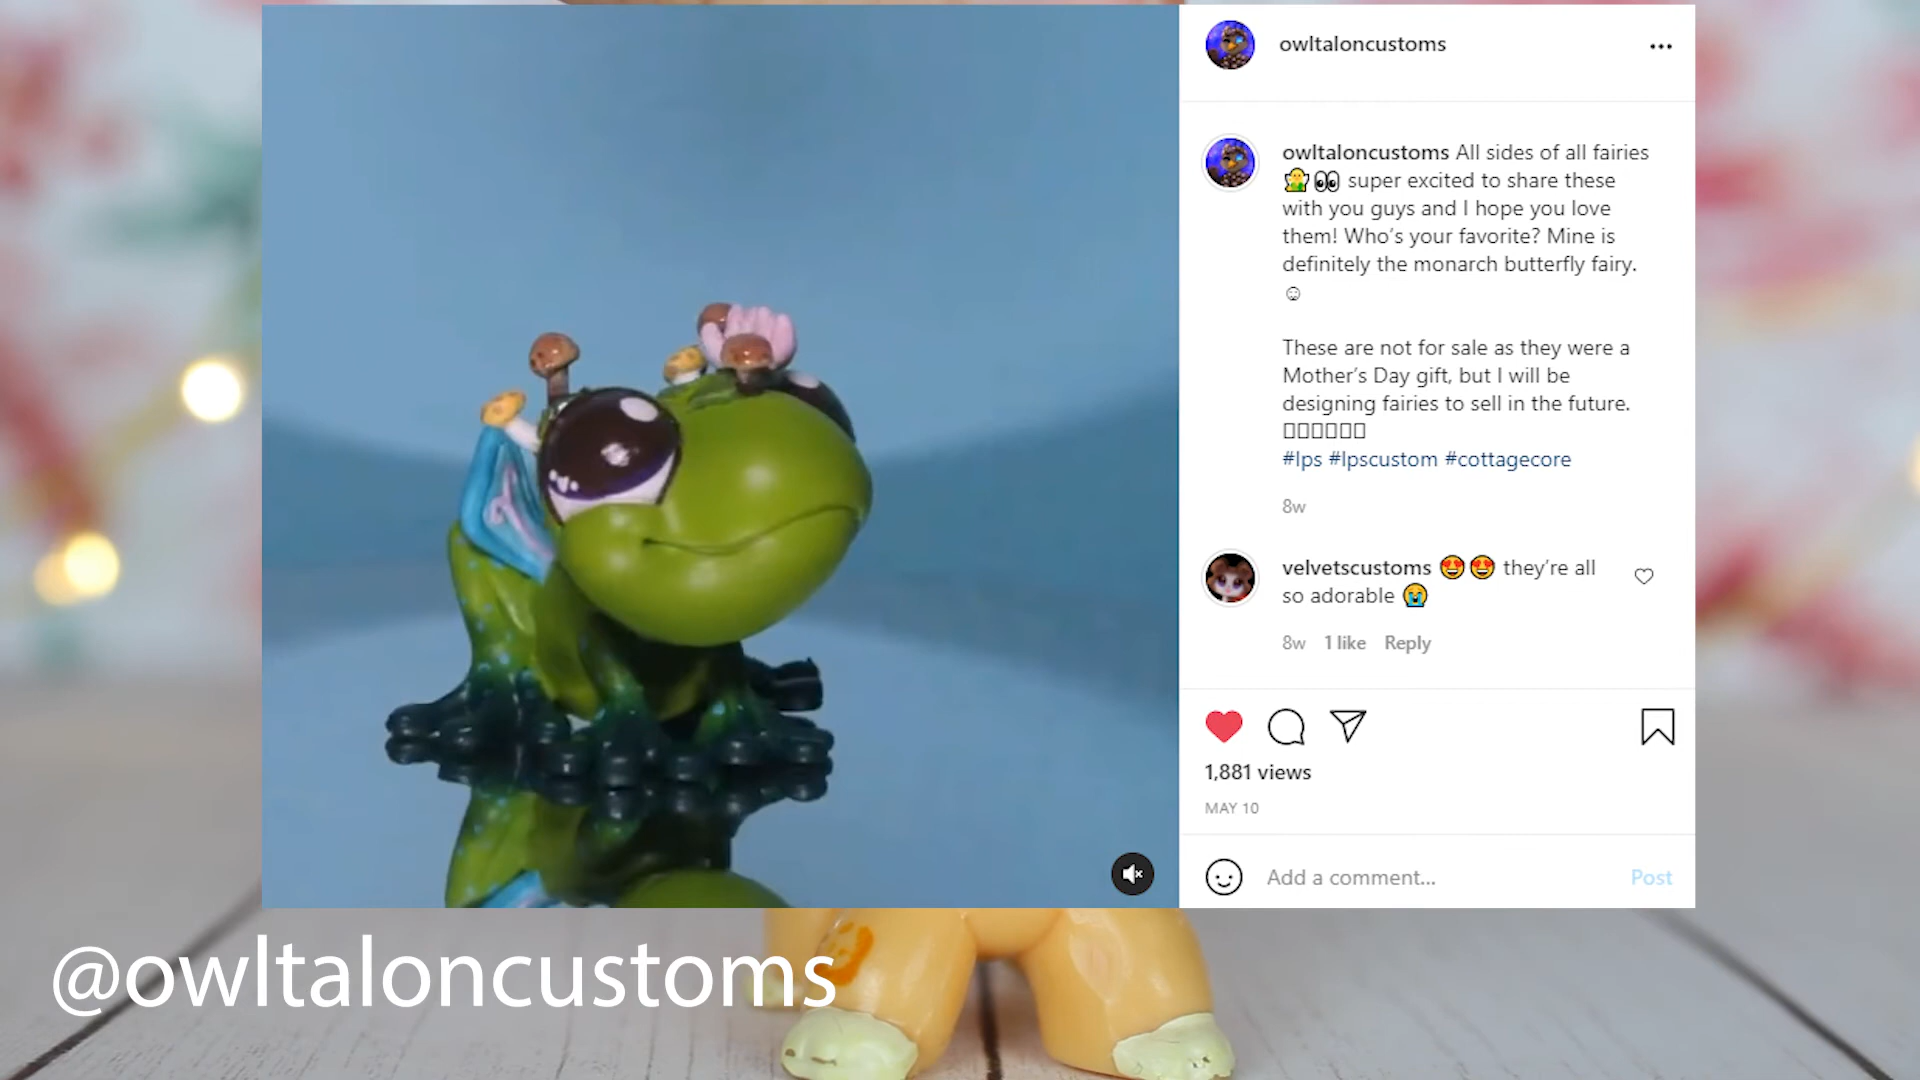 owltaloncustoms
owltaloncustoms All sides of all fairies
🧚👀 super excited to share these
with you guys and I hope you love
them! Who's your favorite? Mine is
definitely the monarch butterfly fairy.
☺
These are not for sale as they were a
Mother's Day gift, but I will be
designing fairies to sell in the future.
▯▯▯▯▯▯
#lps #lpscustom #cottagecore
8w
velvetscustoms 😍😍 they're all
so adorable 😭
8w 1 like Reply
1,881 views
MAY 10
Add a comment... Post
@owltaloncustoms